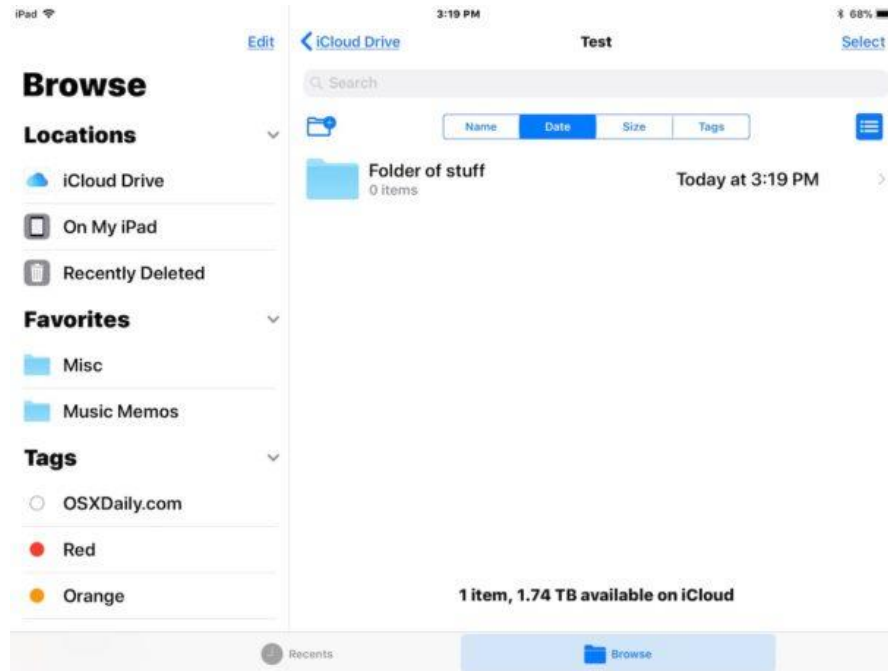 iPad
3:19 PM
68%
Edit
iCloud Drive
Test
Select
Browse
Search
Locations
Name
Date
Size
Tags
iCloud Drive
Folder of stuff
0 items
Today at 3:19 PM
On My iPad
Recently Deleted
Favorites
Misc
Music Memos
Tags
OSXDaily.com
Red
Orange
1 item, 1.74 TB available on iCloud
Recents
Browse